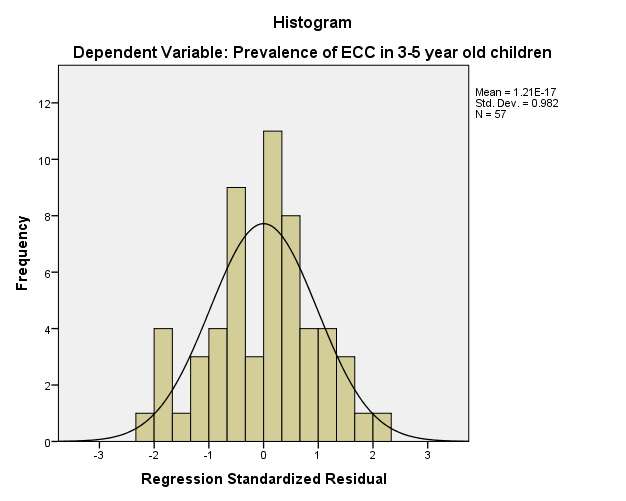 Histogram
Dependent Variable: Prevalence of ECC in 3-5 year old children
Mean = 1.21E-17
Std. Dev. = 0.982
N = 57
Frequency
12
10
8
6
4
2
0
-3 -2 -1 0 1 2 3
Regression Standardized Residual